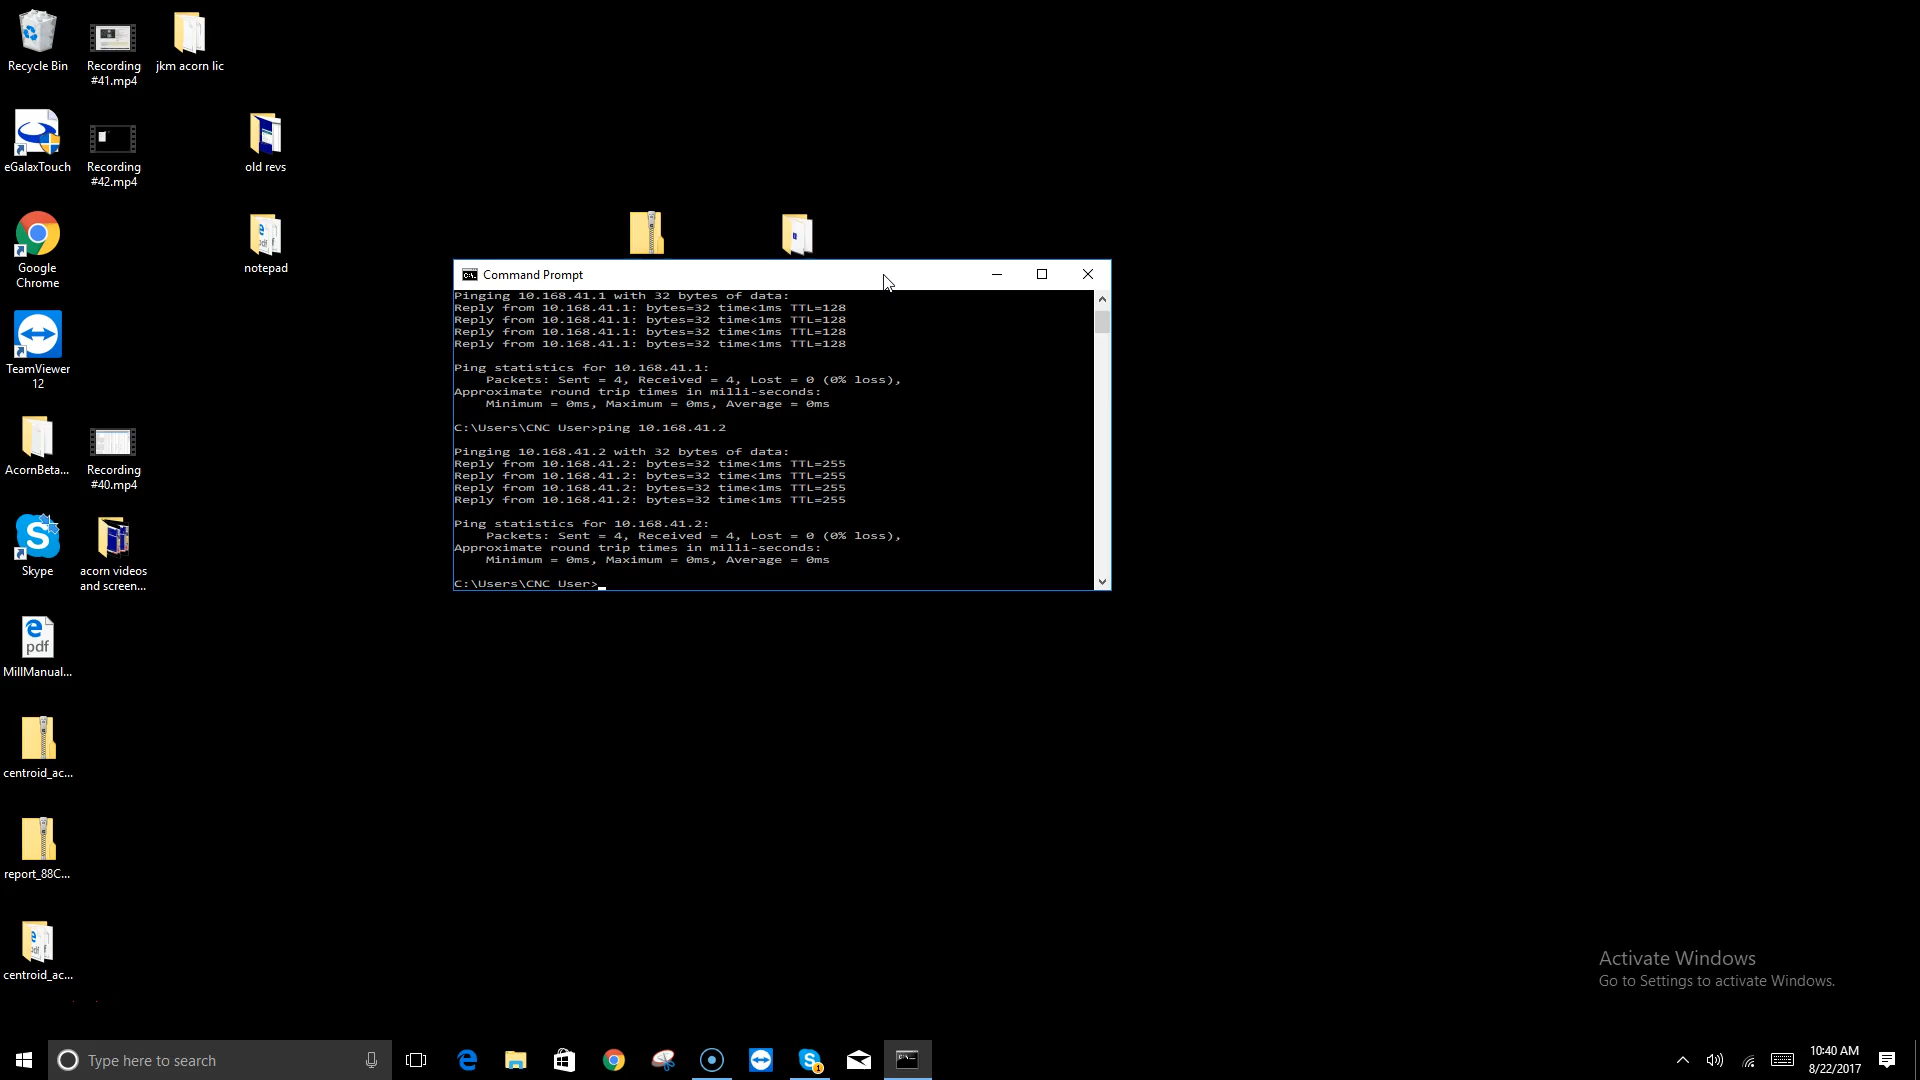 Recycle Bin
Recording
#41.mp4
jkm acorn lic
eGalaxTouch
Recording
#42.mp4
old revs
Google
Chrome
notepad
TeamViewer
12
AcornBeta...
Recording
#40.mp4
Skype
acorn videos
and screen...
MillManual...
centroid_ac...
report_88C...
centroid_ac...
Command Prompt
Pinging 10.168.41.1 with 32 bytes of data:
Reply from 10.168.41.1: bytes=32 time<1ms TTL=128
Reply from 10.168.41.1: bytes=32 time<1ms TTL=128
Reply from 10.168.41.1: bytes=32 time<1ms TTL=128
Reply from 10.168.41.1: bytes=32 time<1ms TTL=128
Ping statistics for 10.168.41.1:
Packets: Sent = 4, Received = 4, Lost = 0 (0% loss),
Approximate round trip times in milli-seconds:
Minimum = 0ms, Maximum = 0ms, Average = 0ms
C:\Users\CNC User>ping 10.168.41.2
Pinging 10.168.41.2 with 32 bytes of data:
Reply from 10.168.41.2: bytes=32 time<1ms TTL=255
Reply from 10.168.41.2: bytes=32 time<1ms TTL=255
Reply from 10.168.41.2: bytes=32 time<1ms TTL=255
Reply from 10.168.41.2: bytes=32 time<1ms TTL=255
Ping statistics for 10.168.41.2:
Packets: Sent = 4, Received = 4, Lost = 0 (0% loss),
Approximate round trip times in milli-seconds:
Minimum = 0ms, Maximum = 0ms, Average = 0ms
C:\Users\CNC User>_
Activate Windows
Go to Settings to activate Windows.
Type here to search
10:40 AM
8/22/2017